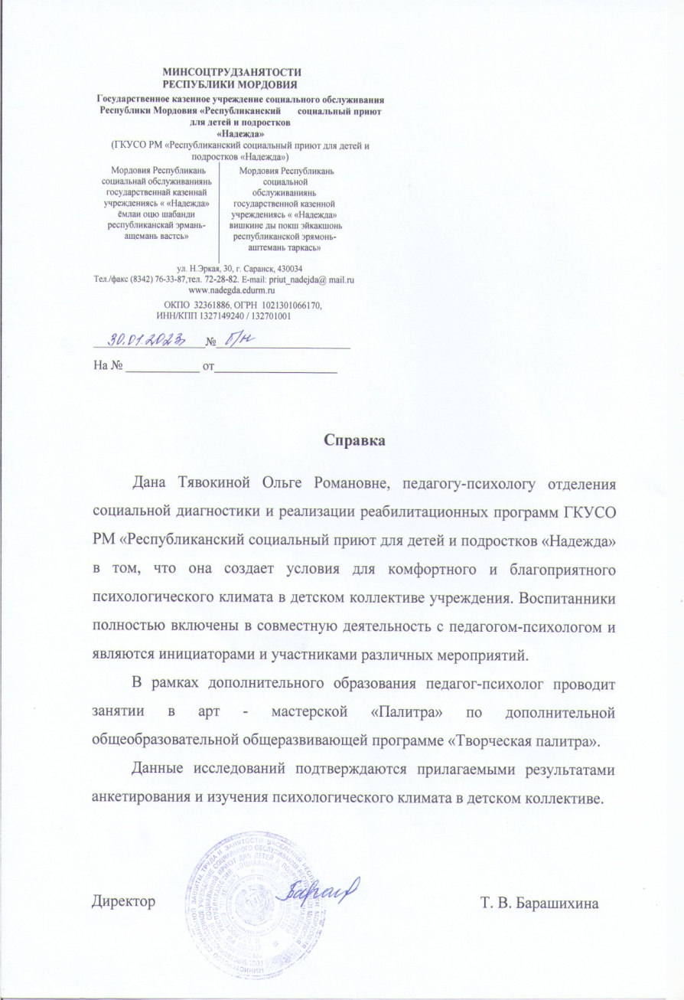 МИНСОЦТРУДЗАНЯТОСТИ
РЕСПУБЛИКИ МОРДОВИЯ
Государственное казенное учреждение социального обслуживания
Республики Мордовия «Республиканский социальный приют
для детей и подростков
«Надежда»
(ГКУСО РМ «Республиканский социальный приют для детей и
подростков «Надежда»)
Мордовия Республикань
социальнай обслуживаниянь
государственнай казеннай
учреждениясь « «Надежда»
ёмлаи оцю шабанди
республиканскай эрмань-
ащемань вастсь»
Мордовия Республикань
социальной
обслуживаниянь
государственной казенной
учреждениясь « «Надежда»
вишкине ды покш эйкакшонь
республиканской эрямонь-
аштемань таркась»
ул. Н.Эркая, 30, г. Саранск, 430034
Тел./факс (8342) 76-33-87,тел. 72-28-82. E-mail: priut_nadejda@ mail.ru
www.nadegda.edurm.ru
ОКПО 32361886, ОГРН 1021301066170,
ИНН/КПП 1327149240 / 132701001
30.01.2023 № П/н
На № ____________ от____________________
Справка
Дана Тявокиной Ольге Романовне, педагогу-психологу отделения
социальной диагностики и реализации реабилитационных программ ГКУСО
РМ «Республиканский социальный приют для детей и подростков «Надежда»
в том, что она создает условия для комфортного и благоприятного
психологического климата в детском коллективе учреждения. Воспитанники
полностью включены в совместную деятельность с педагогом-психологом и
являются инициаторами и участниками различных мероприятий.
В рамках дополнительного образования педагог-психолог проводит
занятии в арт - мастерской «Палитра» по дополнительной
общеобразовательной общеразвивающей программе «Творческая палитра».
Данные исследований подтверждаются прилагаемыми результатами
анкетирования и изучения психологического климата в детском коллективе.
Директор Т. В. Барашихина